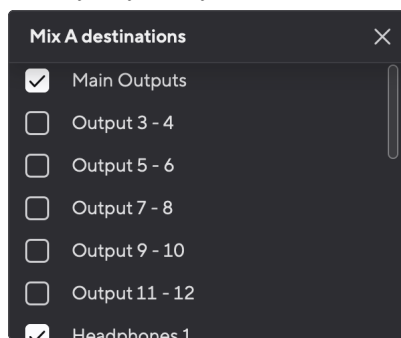 Mix A destinations
Main Outputs
Output 3 - 4
Output 5 - 6
Output 7 - 8
Output 9 - 10
Output 11 - 12
Headphones 1